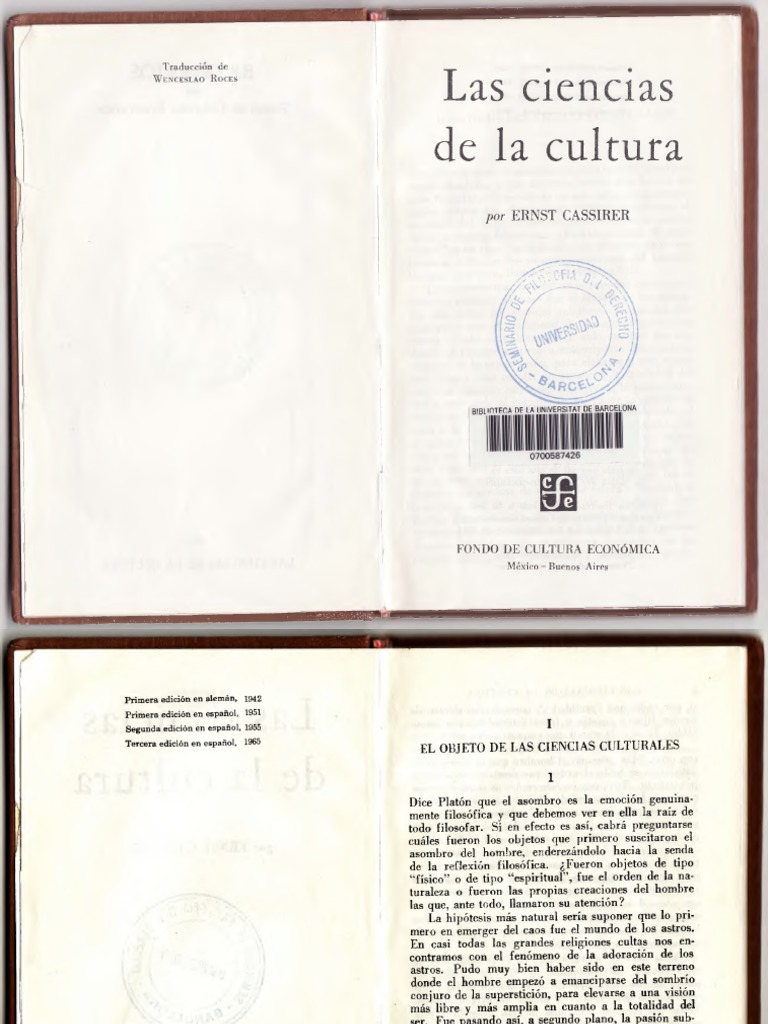 Traducción de
WENCESLAO ROCES
Las ciencias
de la cultura
por ERNST CASSIRER
SEMINARIO DE FILOSOFIA DEL DERECHO
UNIVERSIDAD
- BARCELONA -
BIBLIOTECA DE LA UNIVERSITAT DE BARCELONA
0700587426
c f e
FONDO DE CULTURA ECONÓMICA
México – Buenos Aires
Primera edición en alemán, 1942
Primera edición en español, 1951
Segunda edición en español, 1955
Tercera edición en español, 1965
I
EL OBJETO DE LAS CIENCIAS CULTURALES
1
Dice Platón que el asombro es la emoción genuina-
mente filosófica y que debemos ver en ella la raíz de
todo filosofar. Si en efecto es así, cabrá preguntarse
cuáles fueron los objetos que primero suscitaron el
asombro del hombre, enderezándolo hacia la senda
de la reflexión filosófica. ¿Fueron objetos de tipo
"físico" o de tipo "espiritual", fue el orden de la na-
turaleza o fueron las propias creaciones del hombre
las que, ante todo, llamaron su atención?
La hipótesis más natural sería suponer que lo pri-
mero en emerger del caos fue el mundo de los astros.
En casi todas las grandes religiones cultas nos en-
contramos con el fenómeno de la adoración de los
astros. Pudo muy bien haber sido en este terreno
donde el hombre empezó a emanciparse del sombrío
conjuro de la superstición, para elevarse a una visión
más libre y más amplia en cuanto a la totalidad del
ser. Fue pasando así, a segundo plano, la pasión sub-